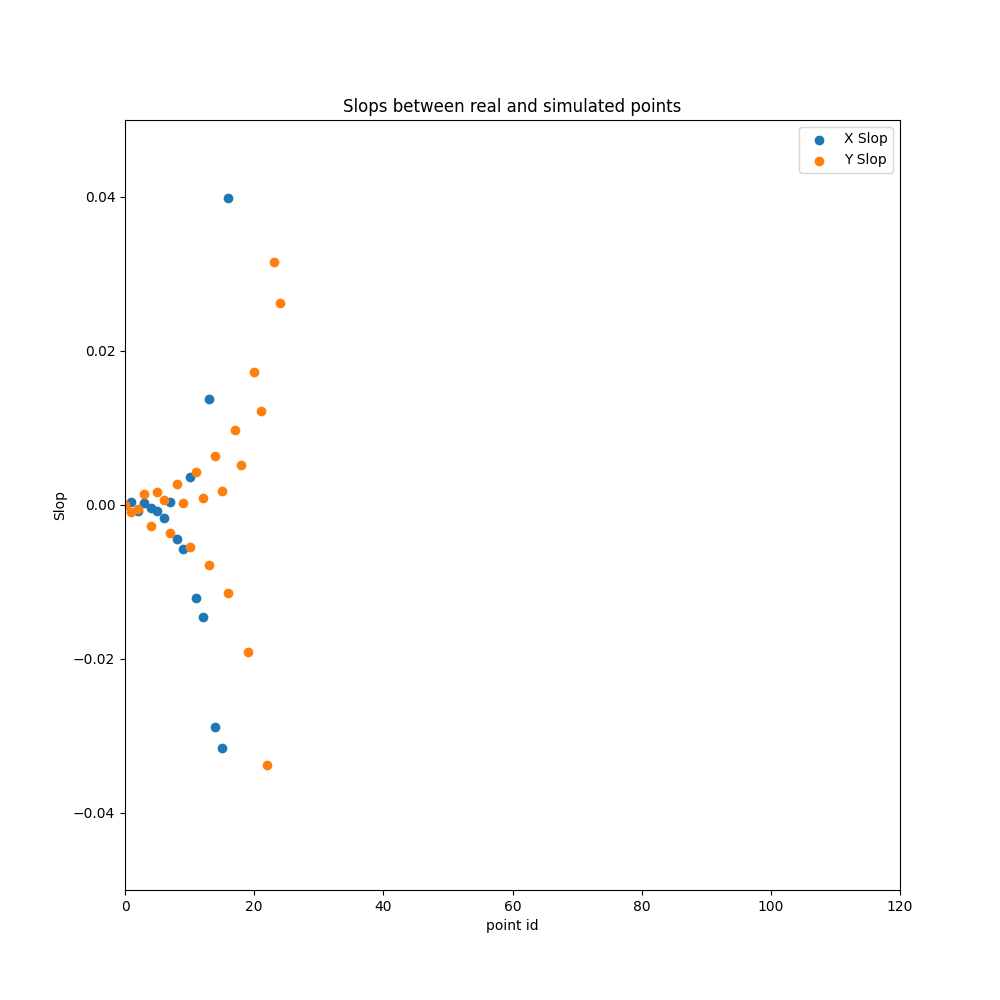 Slops between real and simulated points
X Slop
Y Slop
0.04
0.02
0.00
−0.02
−0.04
Slop
0 20 40 60 80 100 120
point id